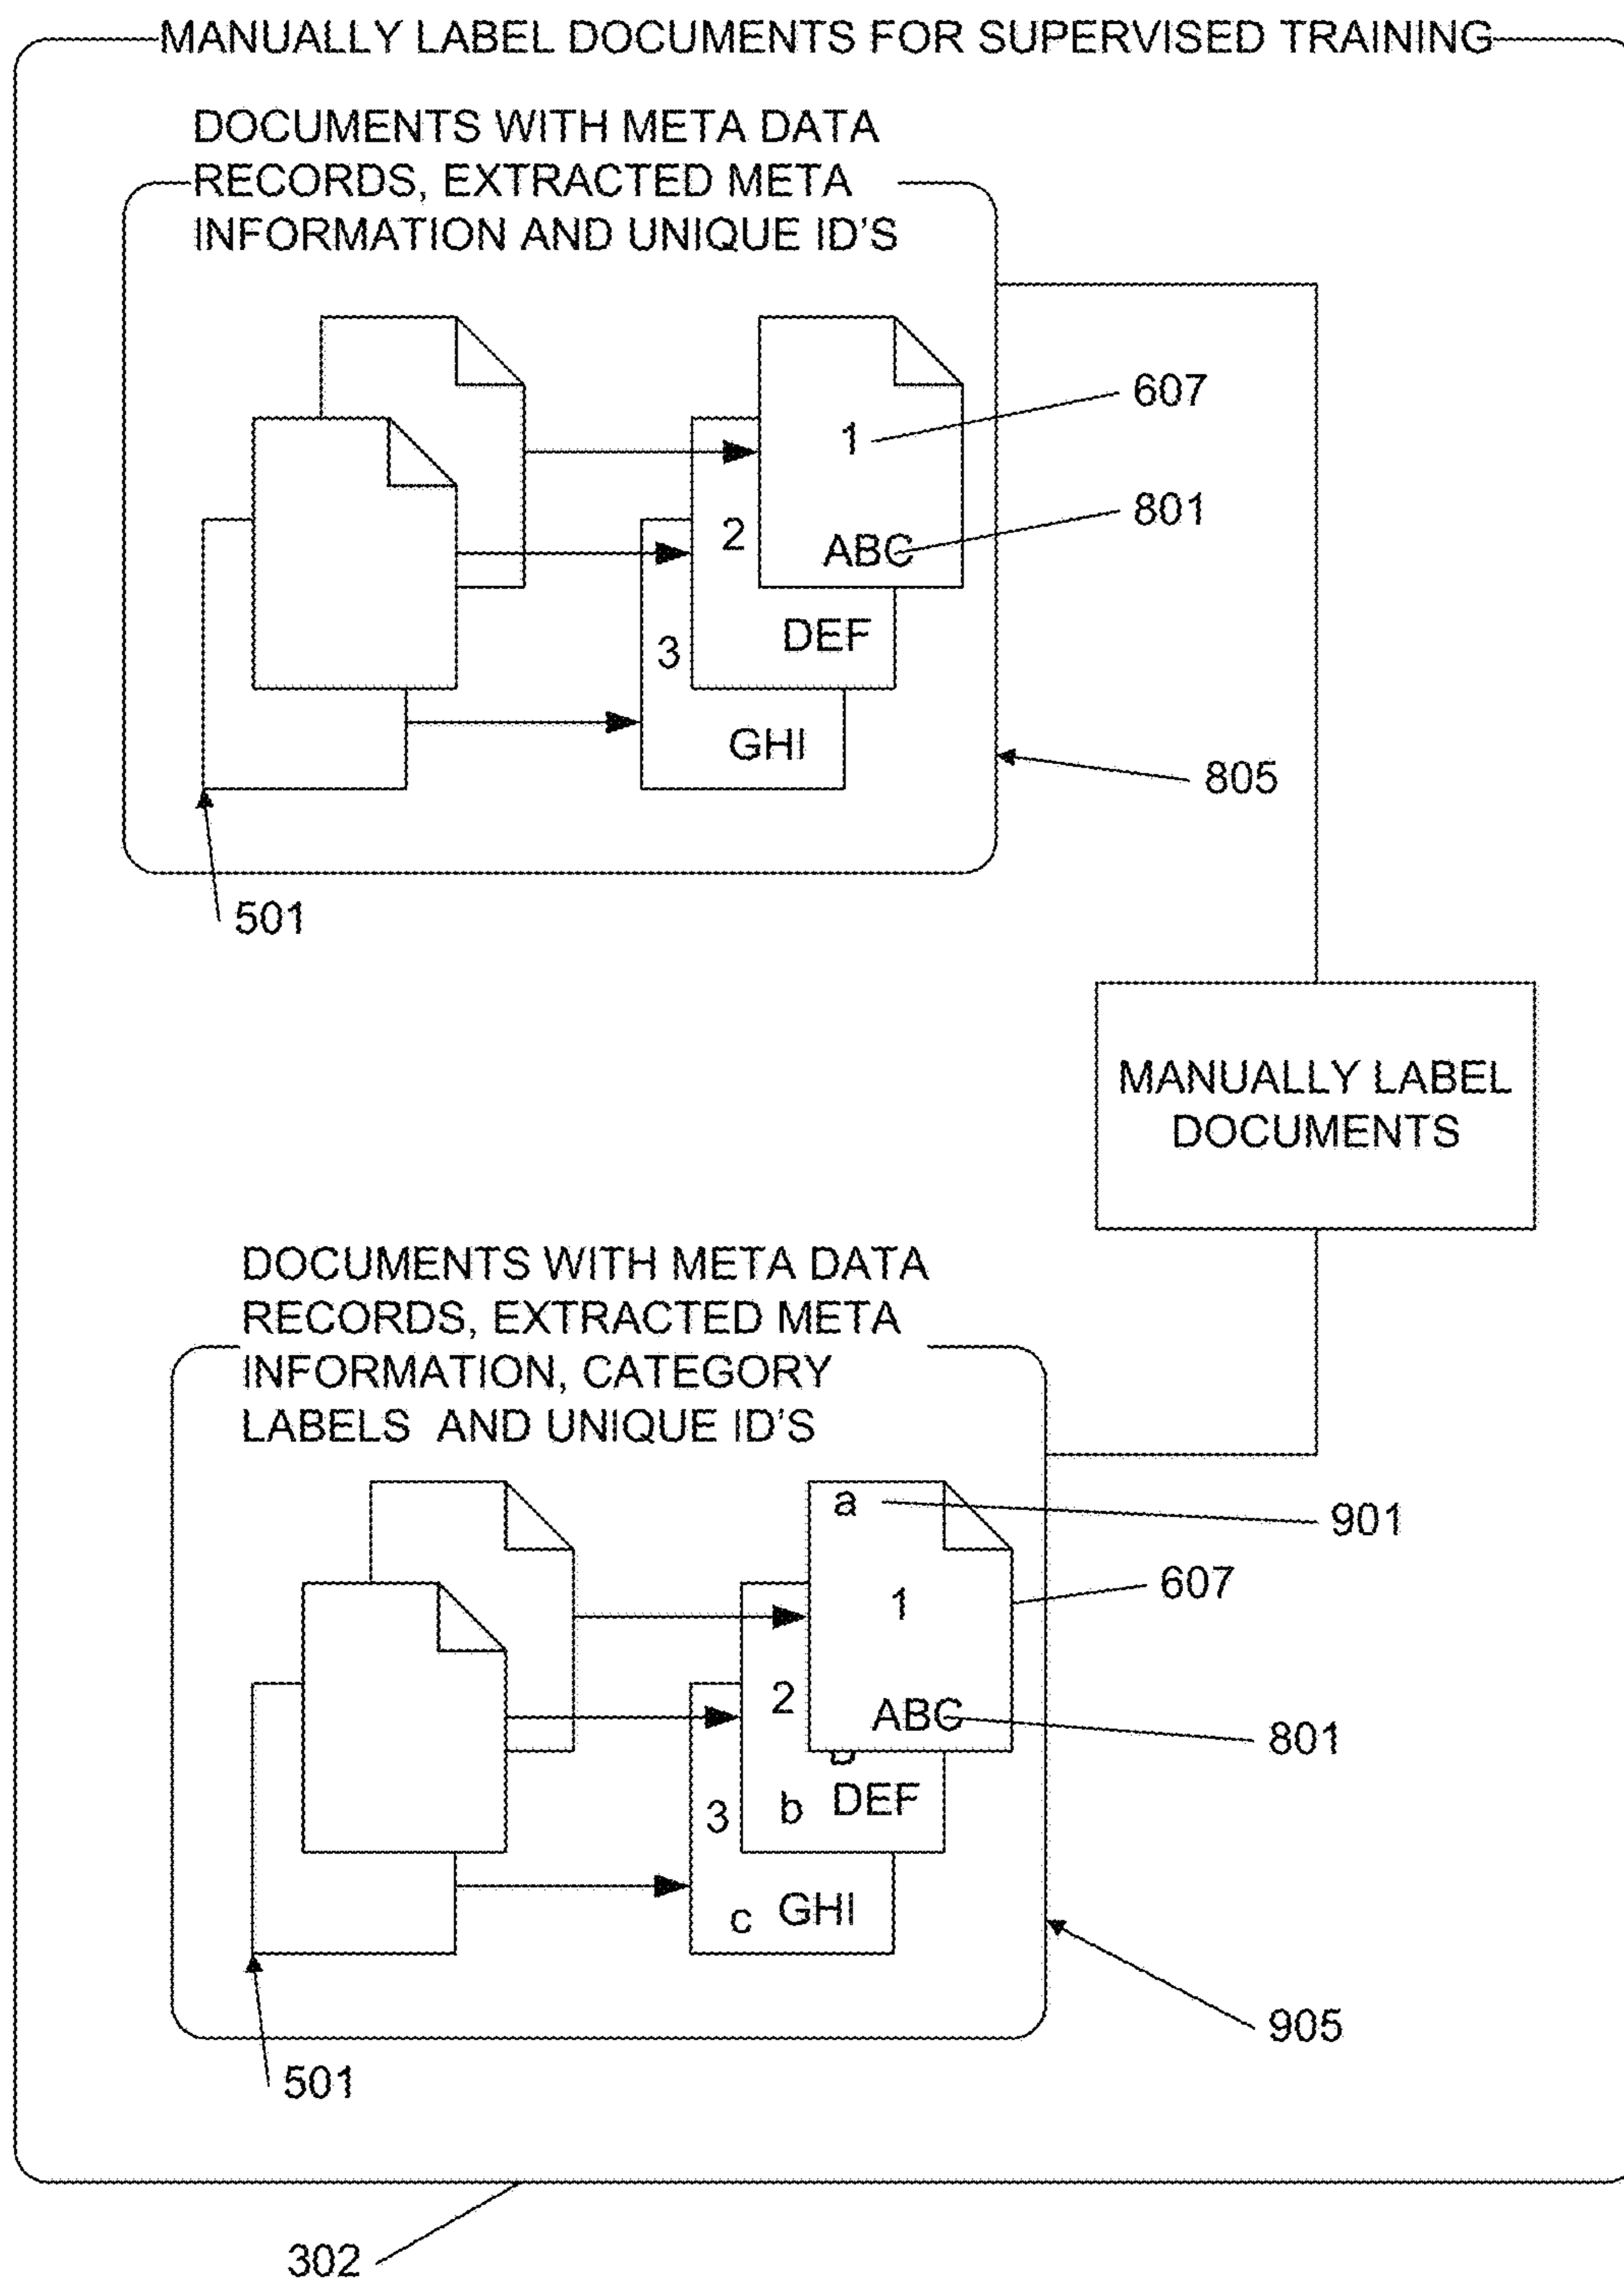 MANUALLY LABEL DOCUMENTS FOR SUPERVISED TRAINING
DOCUMENTS WITH META DATA
RECORDS, EXTRACTED META
INFORMATION AND UNIQUE ID'S
607
1
801
2
ABC
DEF
3
GHI
805
501
MANUALLY LABEL
DOCUMENTS
DOCUMENTS WITH META DATA
RECORDS, EXTRACTED META
INFORMATION, CATEGORY
LABELS AND UNIQUE ID'S
a
901
607
1
2
ABC
801
3
b
DEF
c
GHI
905
501
302